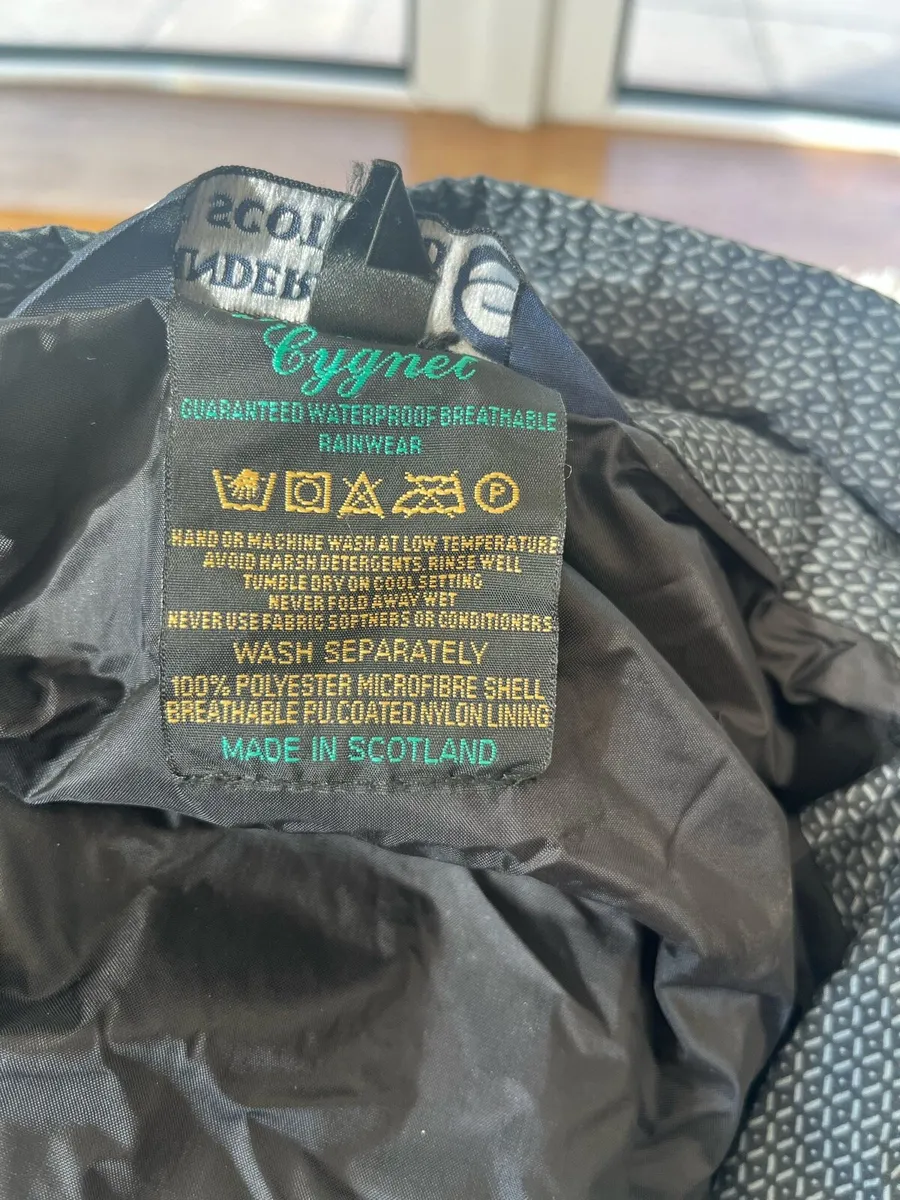 Cygnet
GUARANTEED WATERPROOF BREATHABLE
RAINWEAR
P
HAND OR MACHINE WASH AT LOW TEMPERATURE
AVOID HARSH DETERGENTS, RINSE WELL
TUMBLE DRY ON COOL SETTING
NEVER FOLD AWAY WET
NEVER USE FABRIC SOFTNERS OR CONDITIONERS
WASH SEPARATELY
100% POLYESTER MICROFIBRE SHELL
BREATHABLE P.U.COATED NYLON LINING
MADE IN SCOTLAND